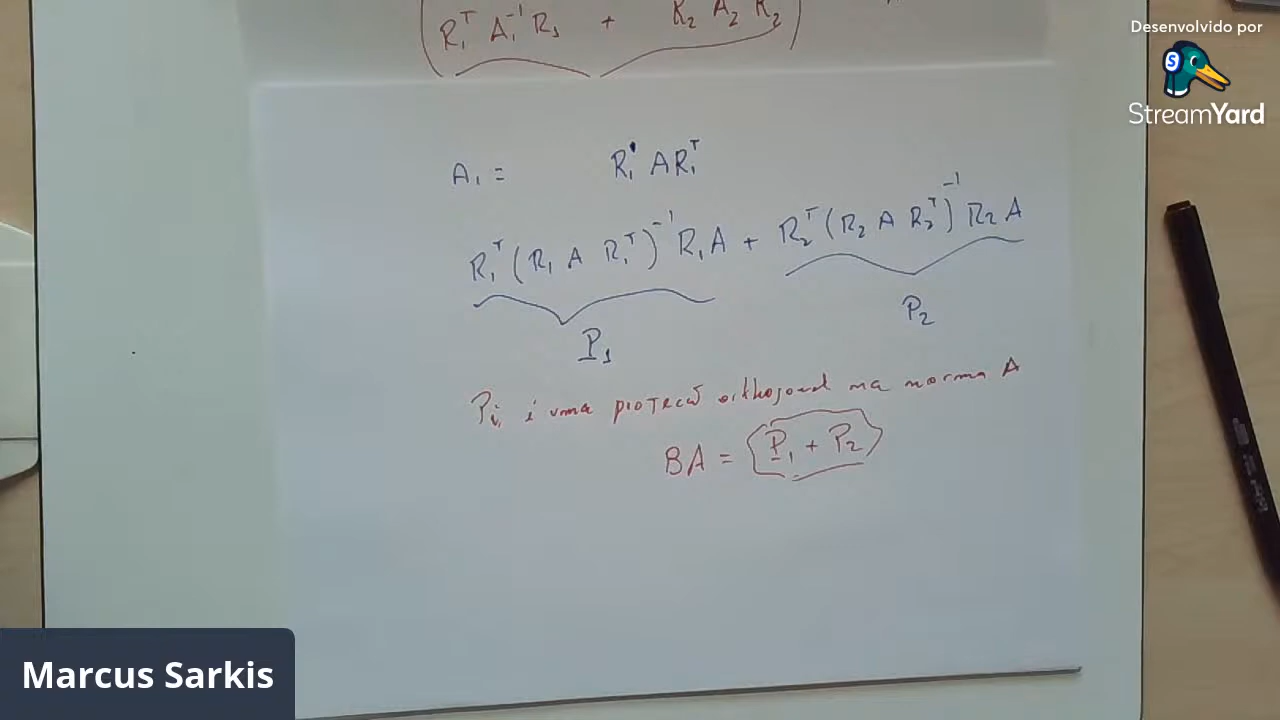 Desenvolvido por
StreamYard
R₁ᵀ A₁⁻¹ R₁ + R₂ A₂ R₂
A₁ = R₁ A R₁ᵀ
R₁ᵀ (R₁ A R₁ᵀ)⁻¹ R₁ A + R₂ᵀ (R₂ A R₂ᵀ)⁻¹ R₂ A
P₁ P₂
Pᵢ é uma projeção orthogonal na norma A
BA = P₁ + P₂
Marcus Sarkis